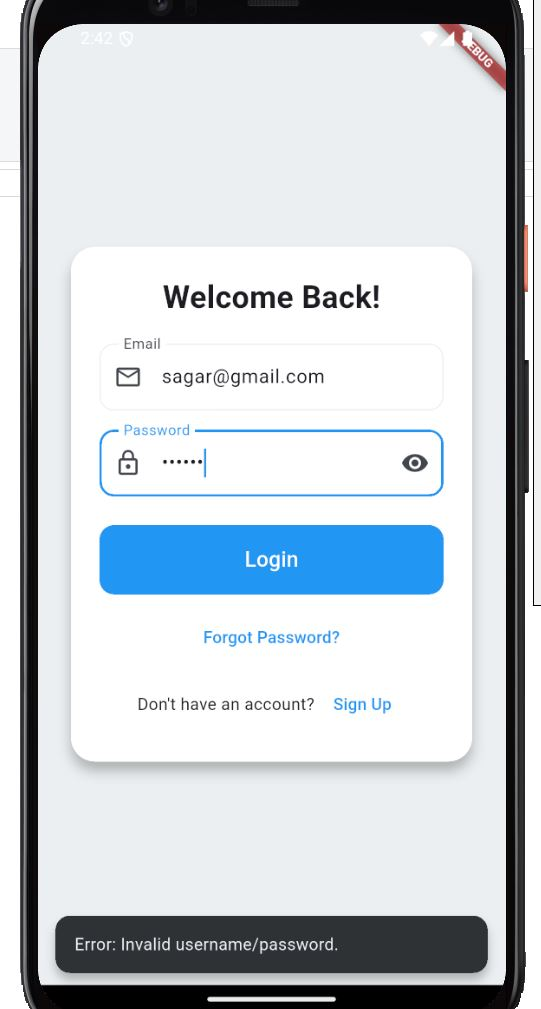 2:42
DEBUG
Welcome Back!
Email
sagar@gmail.com
Password
••••••
Login
Forgot Password?
Don't have an account? Sign Up
Error: Invalid username/password.